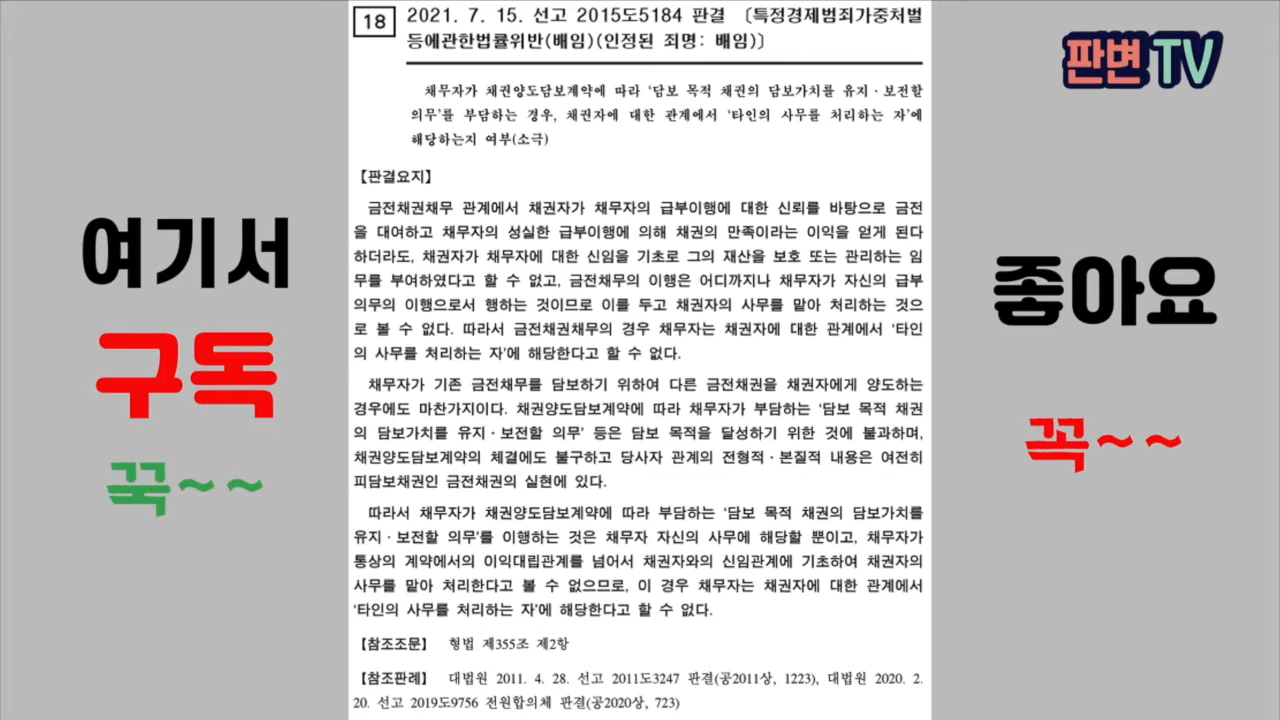 18
2021. 7. 15. 선고 2015도5184 판결 〔특정경제범죄가중처벌
등에관한법률위반(배임)(인정된 죄명: 배임)〕
판변TV
채무자가 채권양도담보계약에 따라 ‘담보 목적 채권의 담보가치를 유지·보전할
의무’를 부담하는 경우, 채권자에 대한 관계에서 ‘타인의 사무를 처리하는 자’에
해당하는지 여부(소극)
【판결요지】
금전채권채무 관계에서 채권자가 채무자의 급부이행에 대한 신뢰를 바탕으로 금전
을 대여하고 채무자의 성실한 급부이행에 의해 채권의 만족이라는 이익을 얻게 된다
하더라도, 채권자가 채무자에 대한 신임을 기초로 그의 재산을 보호 또는 관리하는 임
무를 부여하였다고 할 수 없고, 금전채무의 이행은 어디까지나 채무자가 자신의 급부
의무의 이행으로서 행하는 것이므로 이를 두고 채권자의 사무를 맡아 처리하는 것으
로 볼 수 없다. 따라서 금전채권채무의 경우 채무자는 채권자에 대한 관계에서 ‘타인
의 사무를 처리하는 자’에 해당한다고 할 수 없다.
채무자가 기존 금전채무를 담보하기 위하여 다른 금전채권을 채권자에게 양도하는
경우에도 마찬가지이다. 채권양도담보계약에 따라 채무자가 부담하는 ‘담보 목적 채권
의 담보가치를 유지·보전할 의무’ 등은 담보 목적을 달성하기 위한 것에 불과하며,
채권양도담보계약의 체결에도 불구하고 당사자 관계의 전형적·본질적 내용은 여전히
피담보채권인 금전채권의 실현에 있다.
따라서 채무자가 채권양도담보계약에 따라 부담하는 ‘담보 목적 채권의 담보가치를
유지·보전할 의무’를 이행하는 것은 채무자 자신의 사무에 해당할 뿐이고, 채무자가
통상의 계약에서의 이익대립관계를 넘어서 채권자와의 신임관계에 기초하여 채권자의
사무를 맡아 처리한다고 볼 수 없으므로, 이 경우 채무자는 채권자에 대한 관계에서
‘타인의 사무를 처리하는 자’에 해당한다고 할 수 없다.
【참조조문】 형법 제355조 제2항
【참조판례】 대법원 2011. 4. 28. 선고 2011도3247 판결(공2011상, 1223), 대법원 2020. 2.
20. 선고 2019도9756 전원합의체 판결(공2020상, 723)
여기서
구독
꾹~~
좋아요
꼭~~